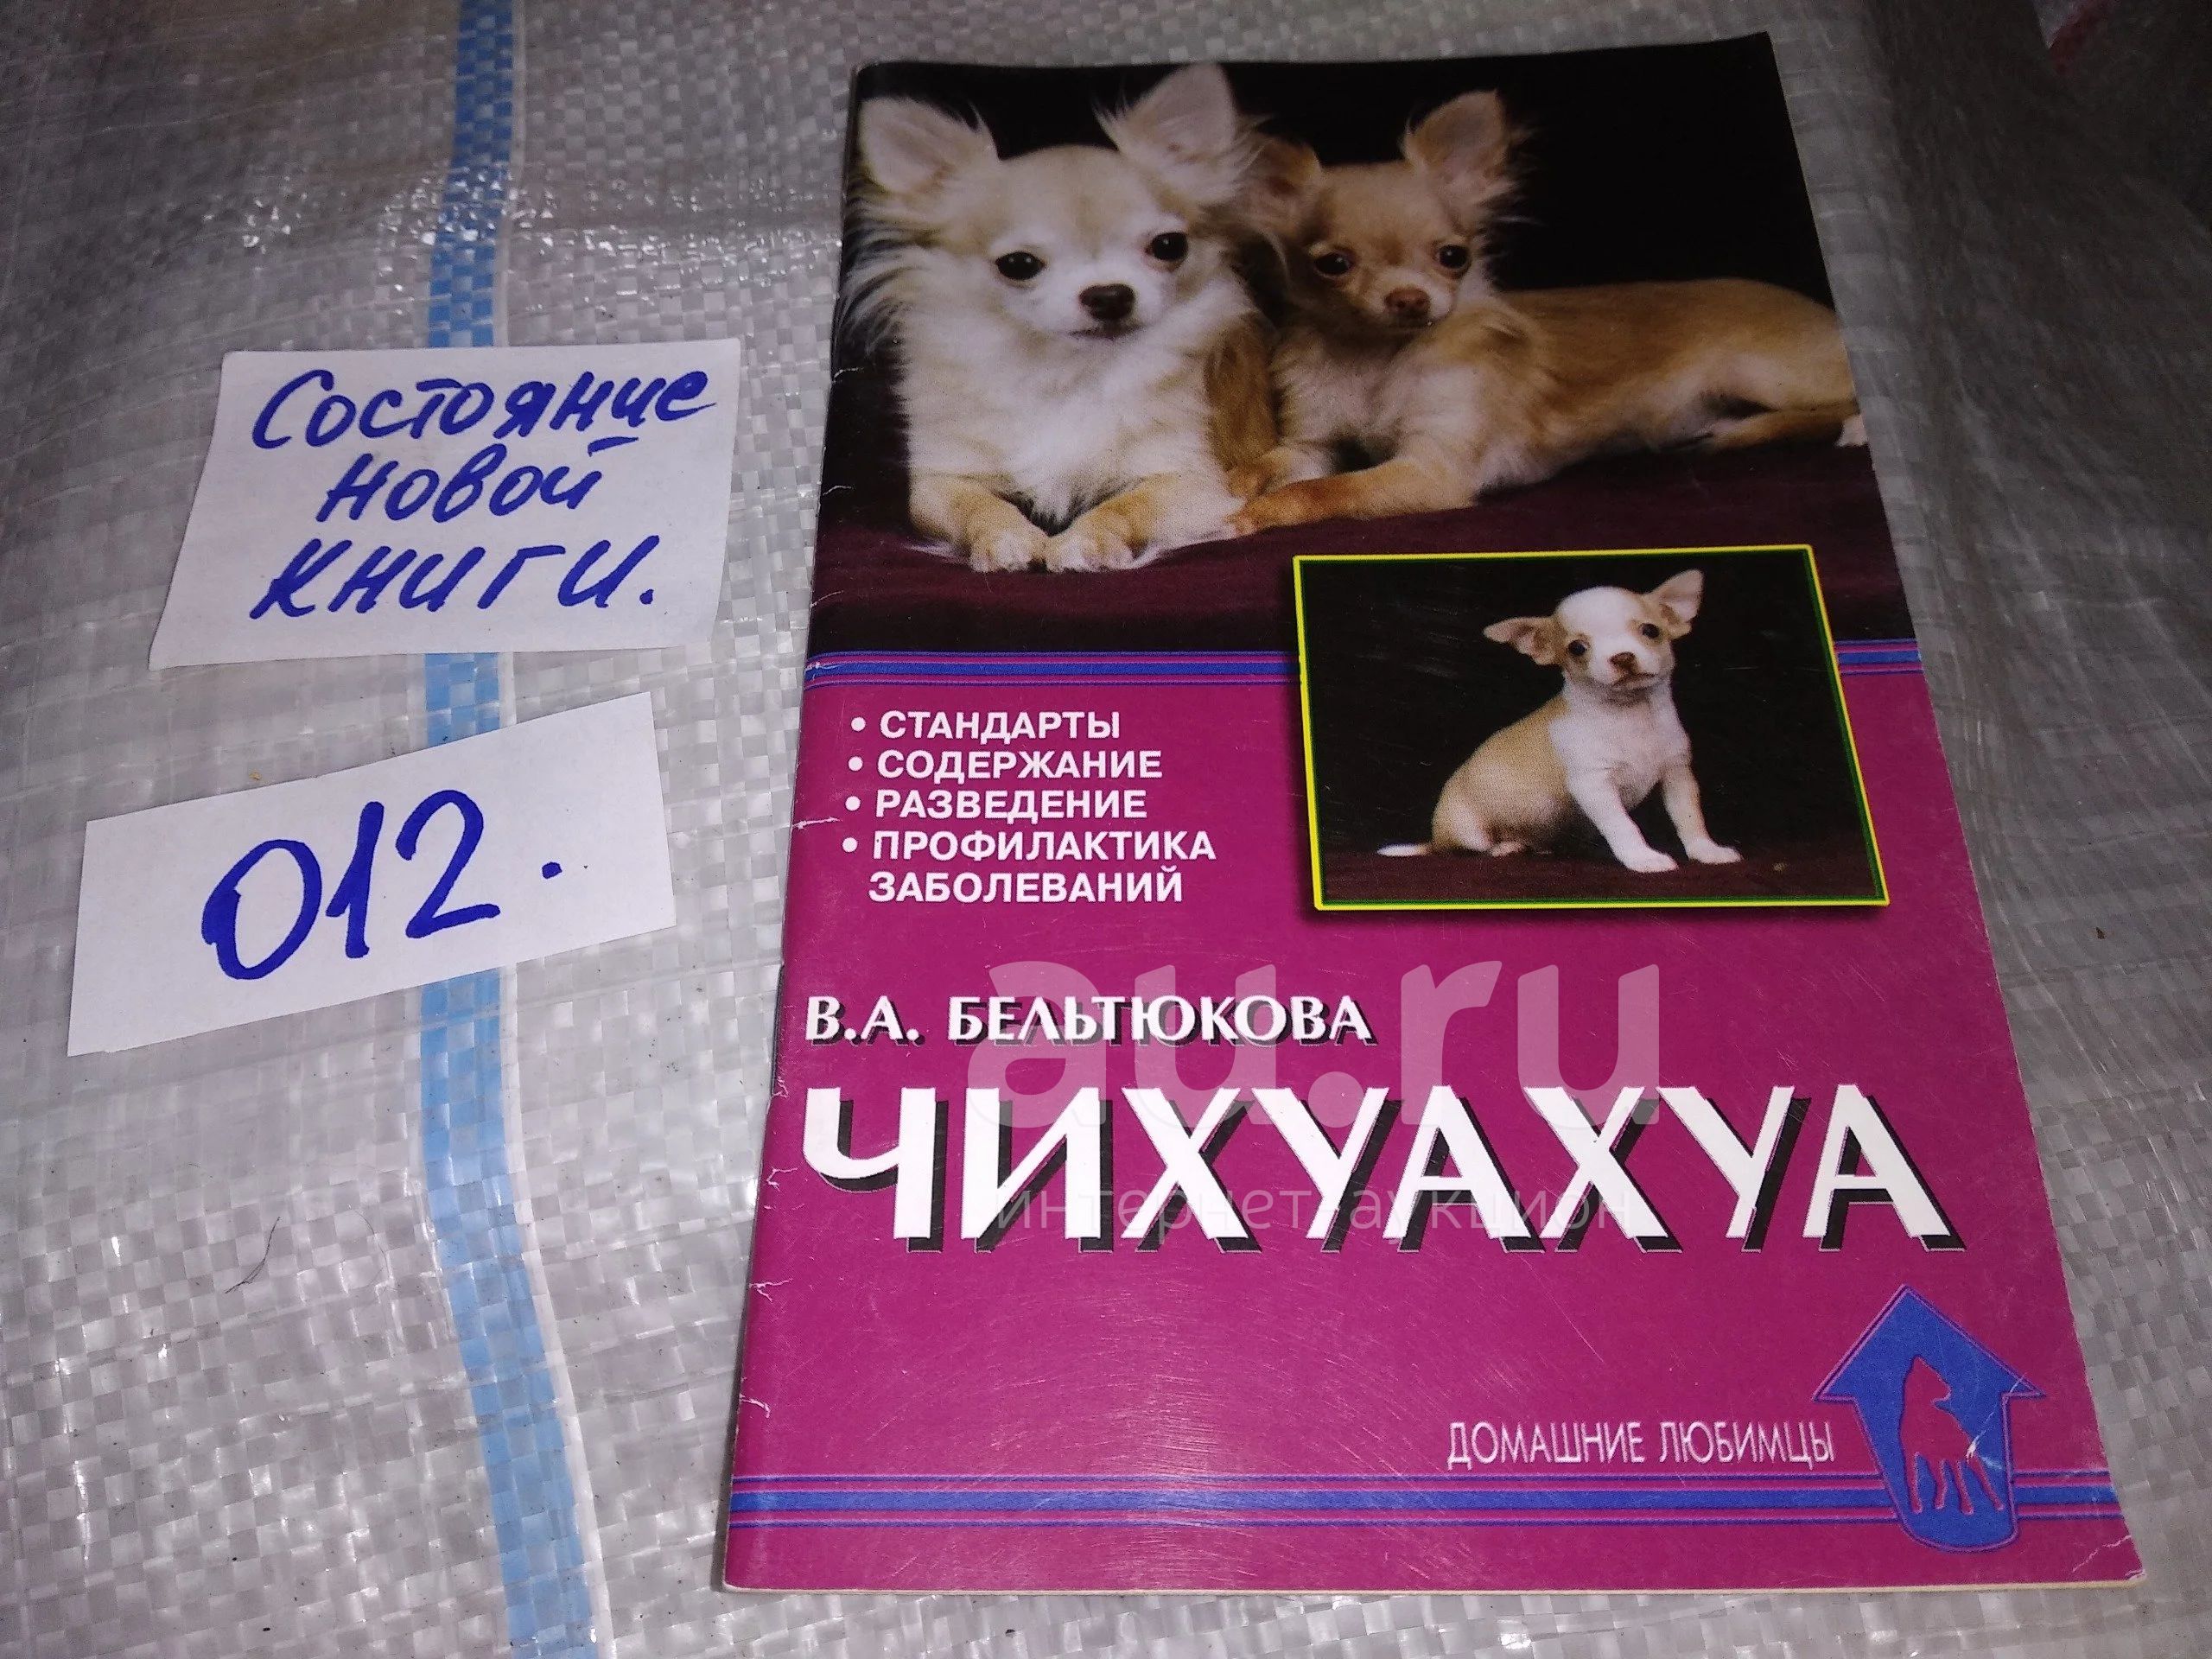 Состояние
новой
книги.
012.
• СТАНДАРТЫ
• СОДЕРЖАНИЕ
• РАЗВЕДЕНИЕ
• ПРОФИЛАКТИКА
ЗАБОЛЕВАНИЙ
В.А. БЕЛЬТЮКОВА
au.ru
ЧИХУАХУА
интернет-аукцион
ДОМАШНИЕ ЛЮБИМЦЫ